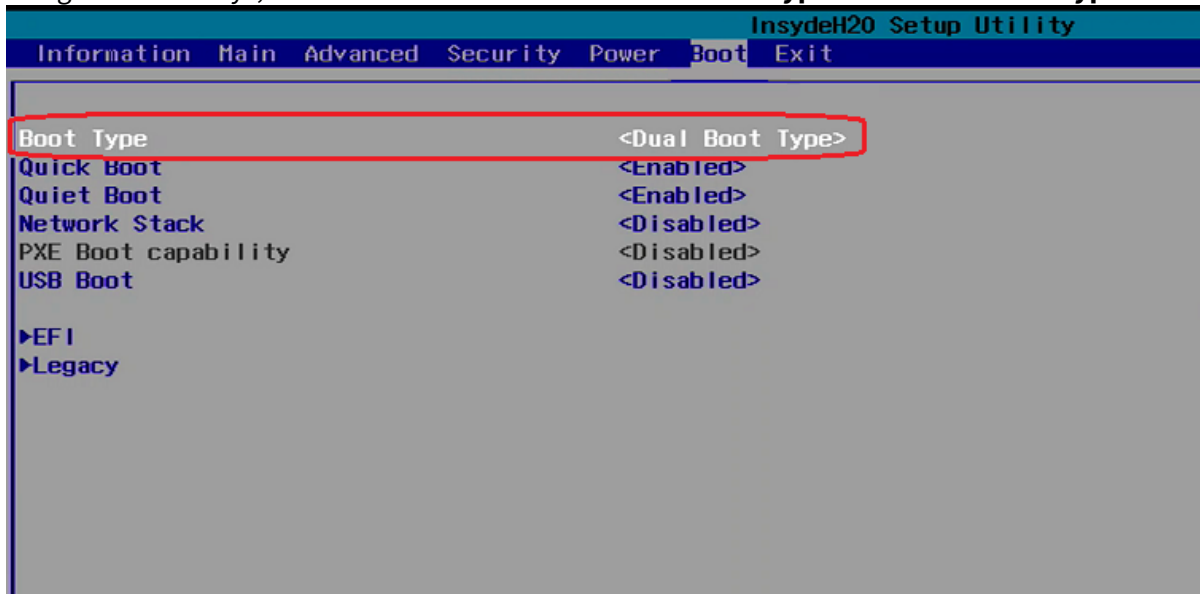 InsydeH20 Setup Utility
Information Main Advanced Security Power Boot Exit
Boot Type <Dual Boot Type>
Quick Boot <Enabled>
Quiet Boot <Enabled>
Network Stack <Disabled>
PXE Boot capability <Disabled>
USB Boot <Disabled>
▶EFI
▶Legacy